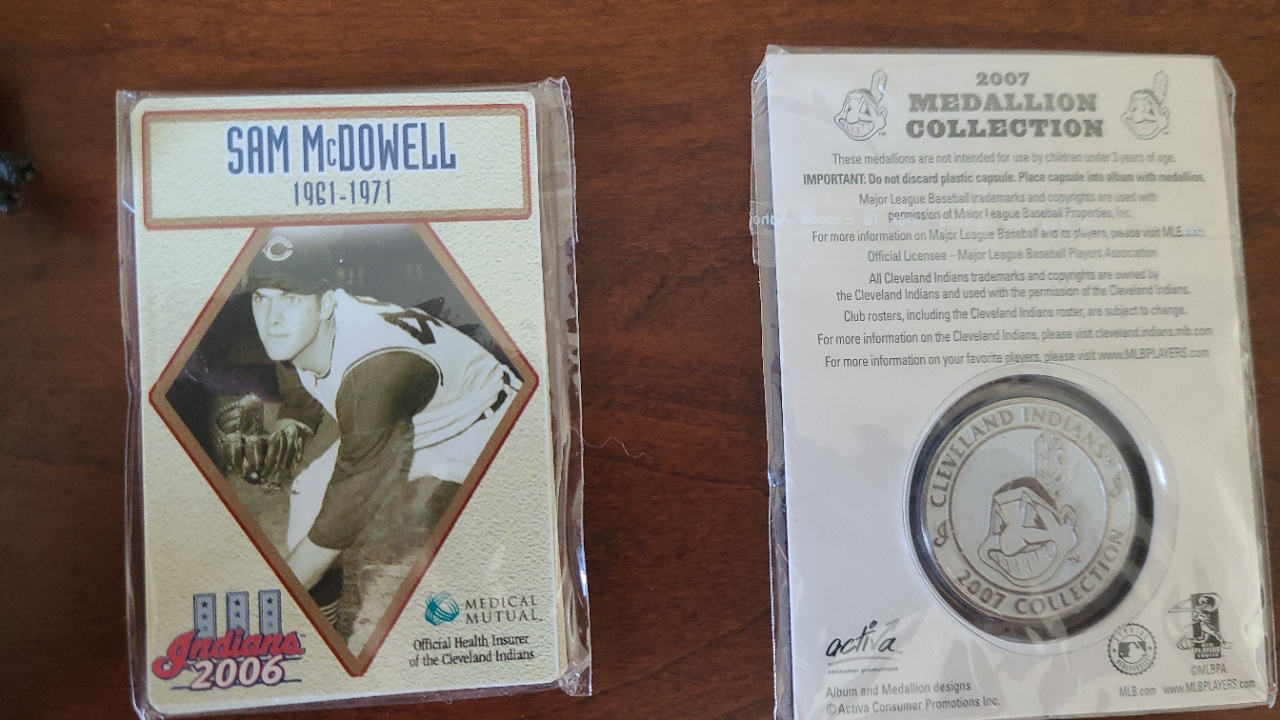 SAM McDOWELL
1961-1971
C
4
Indians
2006
MEDICAL
MUTUAL.
Official Health Insurer
of the Cleveland Indians
2007
MEDALLION
COLLECTION
These medallions are not intended for use by children under 3 years of age.
IMPORTANT: Do not discard plastic capsule. Place capsule into album with medallion.
Major League Baseball trademarks and copyrights are used with
permission of Major League Baseball Properties, Inc.
For more information on Major League Baseball and its players, please visit MLB.com
Official Licensee – Major League Baseball Players Association
All Cleveland Indians trademarks and copyrights are owned by
the Cleveland Indians and used with the permission of the Cleveland Indians.
Club rosters, including the Cleveland Indians roster, are subject to change.
For more information on the Cleveland Indians, please visit cleveland.indians.mlb.com
For more information on your favorite players, please visit www.MLBPLAYERS.com
CLEVELAND INDIANS
2007 COLLECTION
activa
consumer promotions
Album and Medallion designs
©Activa Consumer Promotions Inc.
©MLBPA
MLB.com www.MLBPLAYERS.com